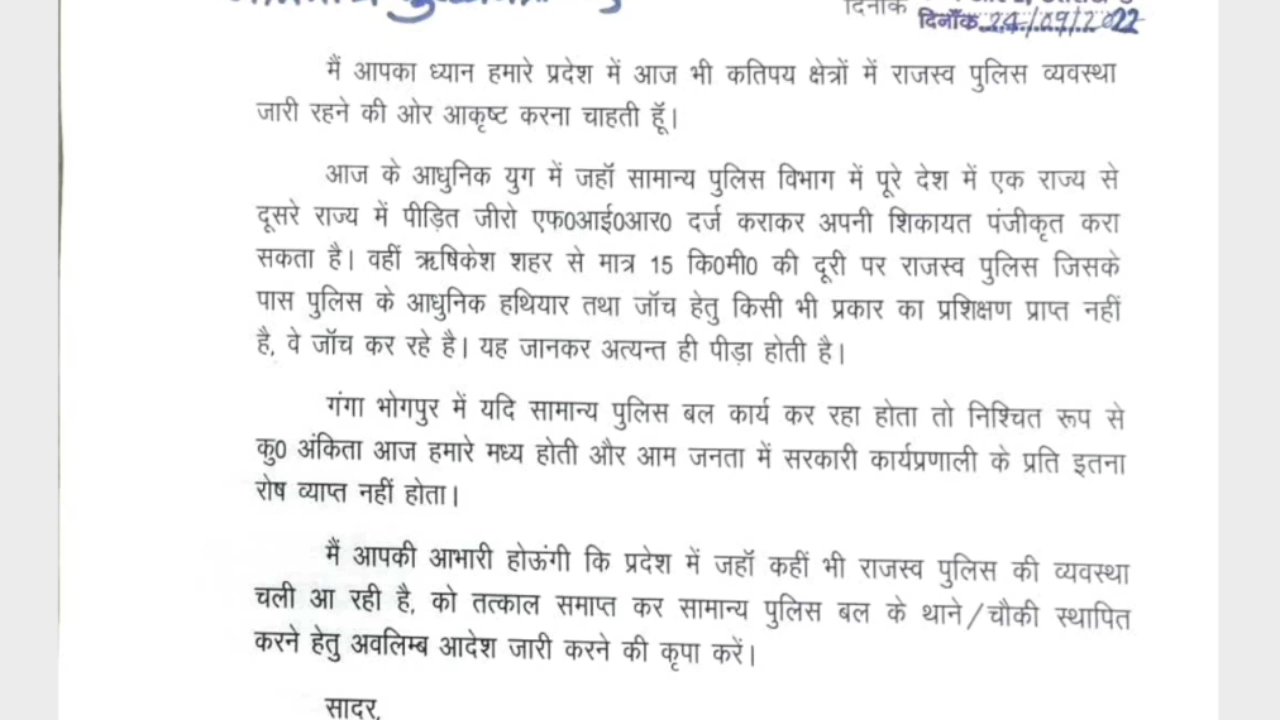 दिनांक
दिनाँक 24/09/2022
मैं आपका ध्यान हमारे प्रदेश में आज भी कतिपय क्षेत्रों में राजस्व पुलिस व्यवस्था
जारी रहने की ओर आकृष्ट करना चाहती हूँ।
आज के आधुनिक युग में जहाँ सामान्य पुलिस विभाग में पूरे देश में एक राज्य से
दूसरे राज्य में पीड़ित जीरो एफ0आई0आर0 दर्ज कराकर अपनी शिकायत पंजीकृत करा
सकता है। वहीं ऋषिकेश शहर से मात्र 15 कि0मी0 की दूरी पर राजस्व पुलिस जिसके
पास पुलिस के आधुनिक हथियार तथा जाँच हेतु किसी भी प्रकार का प्रशिक्षण प्राप्त नहीं
है, वे जाँच कर रहे है। यह जानकर अत्यन्त ही पीड़ा होती है।
गंगा भोगपुर में यदि सामान्य पुलिस बल कार्य कर रहा होता तो निश्चित रूप से
कु0 अंकिता आज हमारे मध्य होती और आम जनता में सरकारी कार्यप्रणाली के प्रति इतना
रोष व्याप्त नहीं होता।
मैं आपकी आभारी होऊंगी कि प्रदेश में जहाँ कहीं भी राजस्व पुलिस की व्यवस्था
चली आ रही है, को तत्काल समाप्त कर सामान्य पुलिस बल के थाने/चौकी स्थापित
करने हेतु अवलिम्ब आदेश जारी करने की कृपा करें।
सादर,